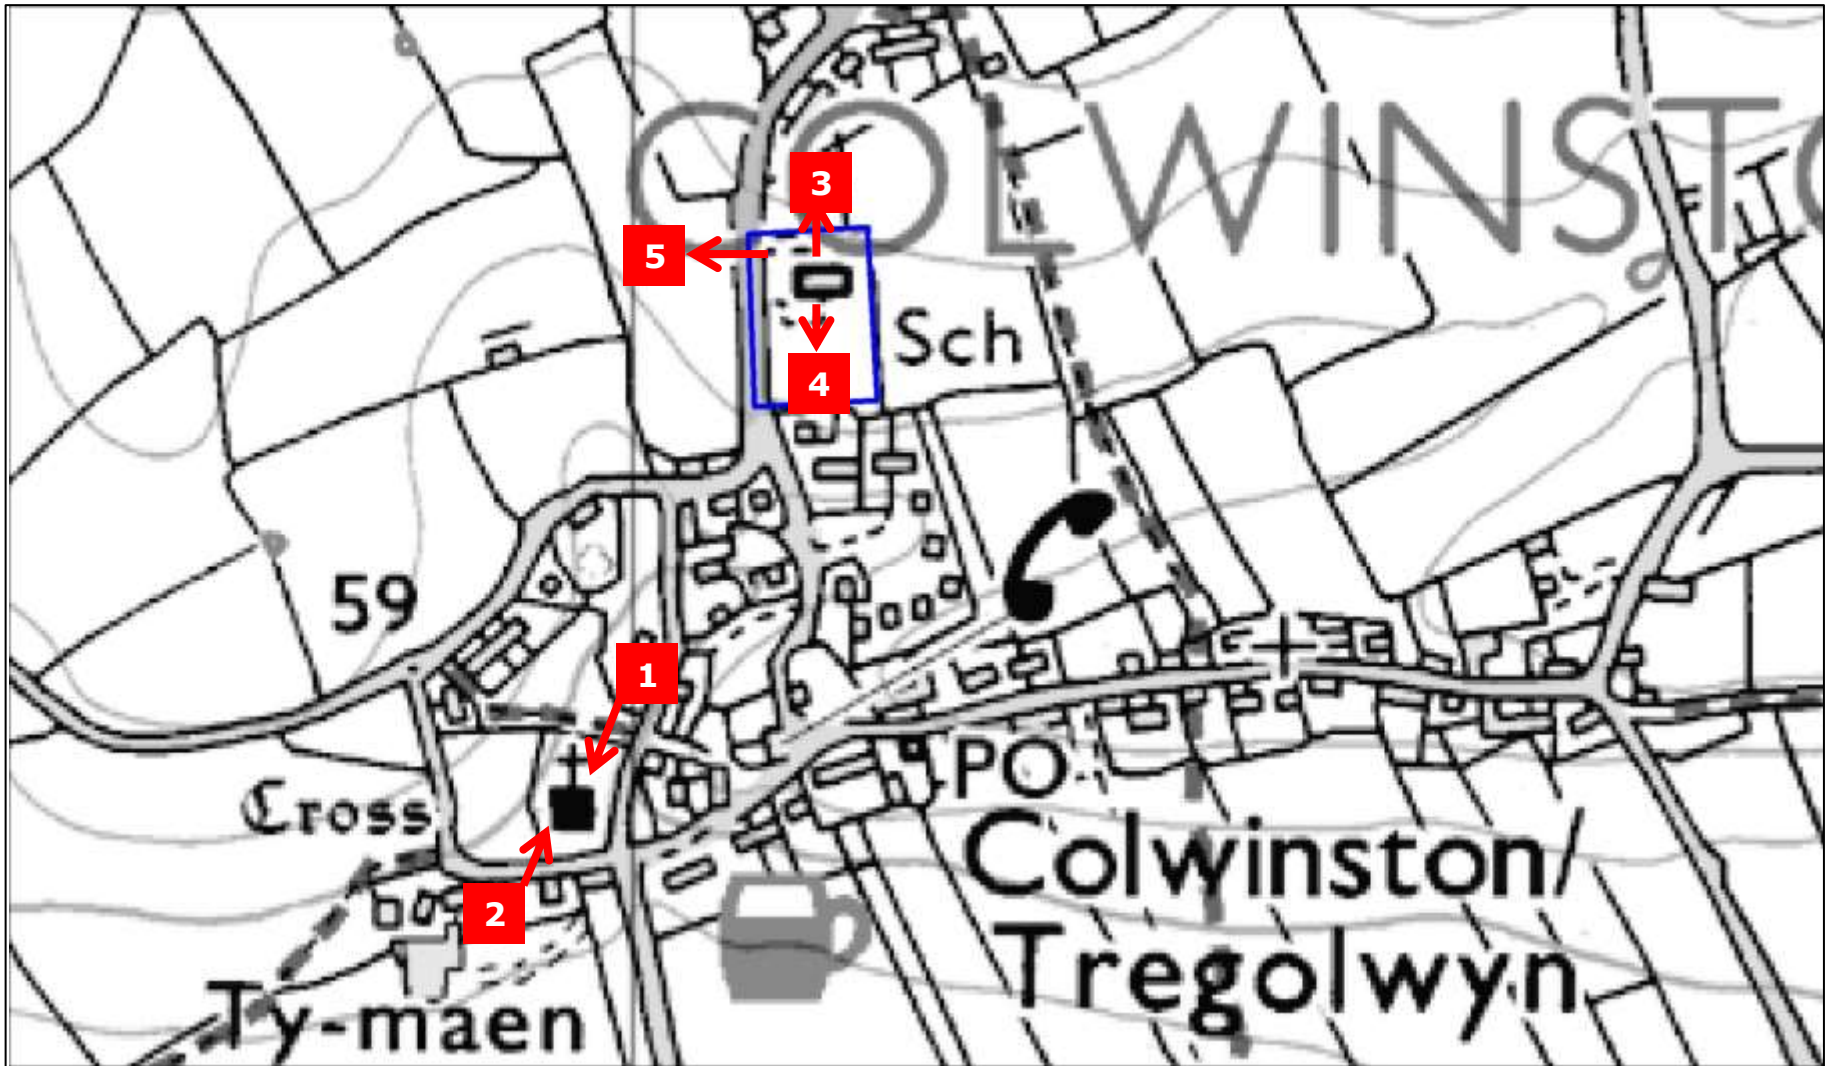 COLWINSTO
3
5
Sch
4
59
1
PO
Cross
Colwinston/
2
Tregolwyn
Ty-maen